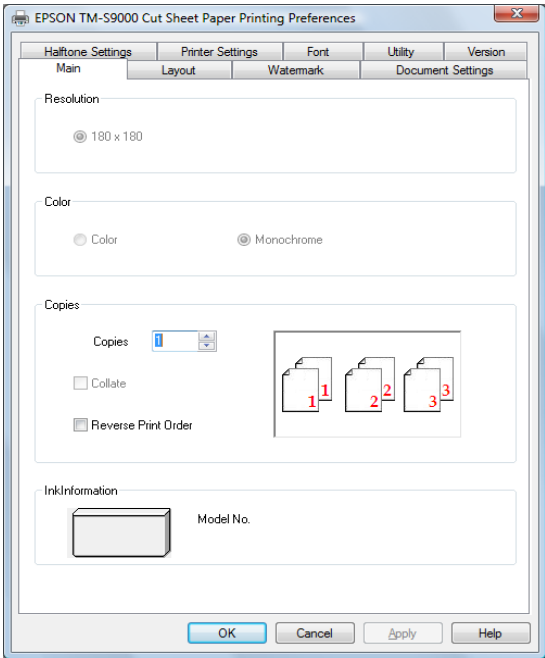 EPSON TM-S9000 Cut Sheet Paper Printing Preferences
Halftone Settings Printer Settings Font Utility Version
Main Layout Watermark Document Settings
Resolution
180 x 180
Color
Color Monochrome
Copies
Copies 1
Collate
Reverse Print Order
1 1 2 2 3 3
InkInformation
Model No.
OK Cancel Apply Help